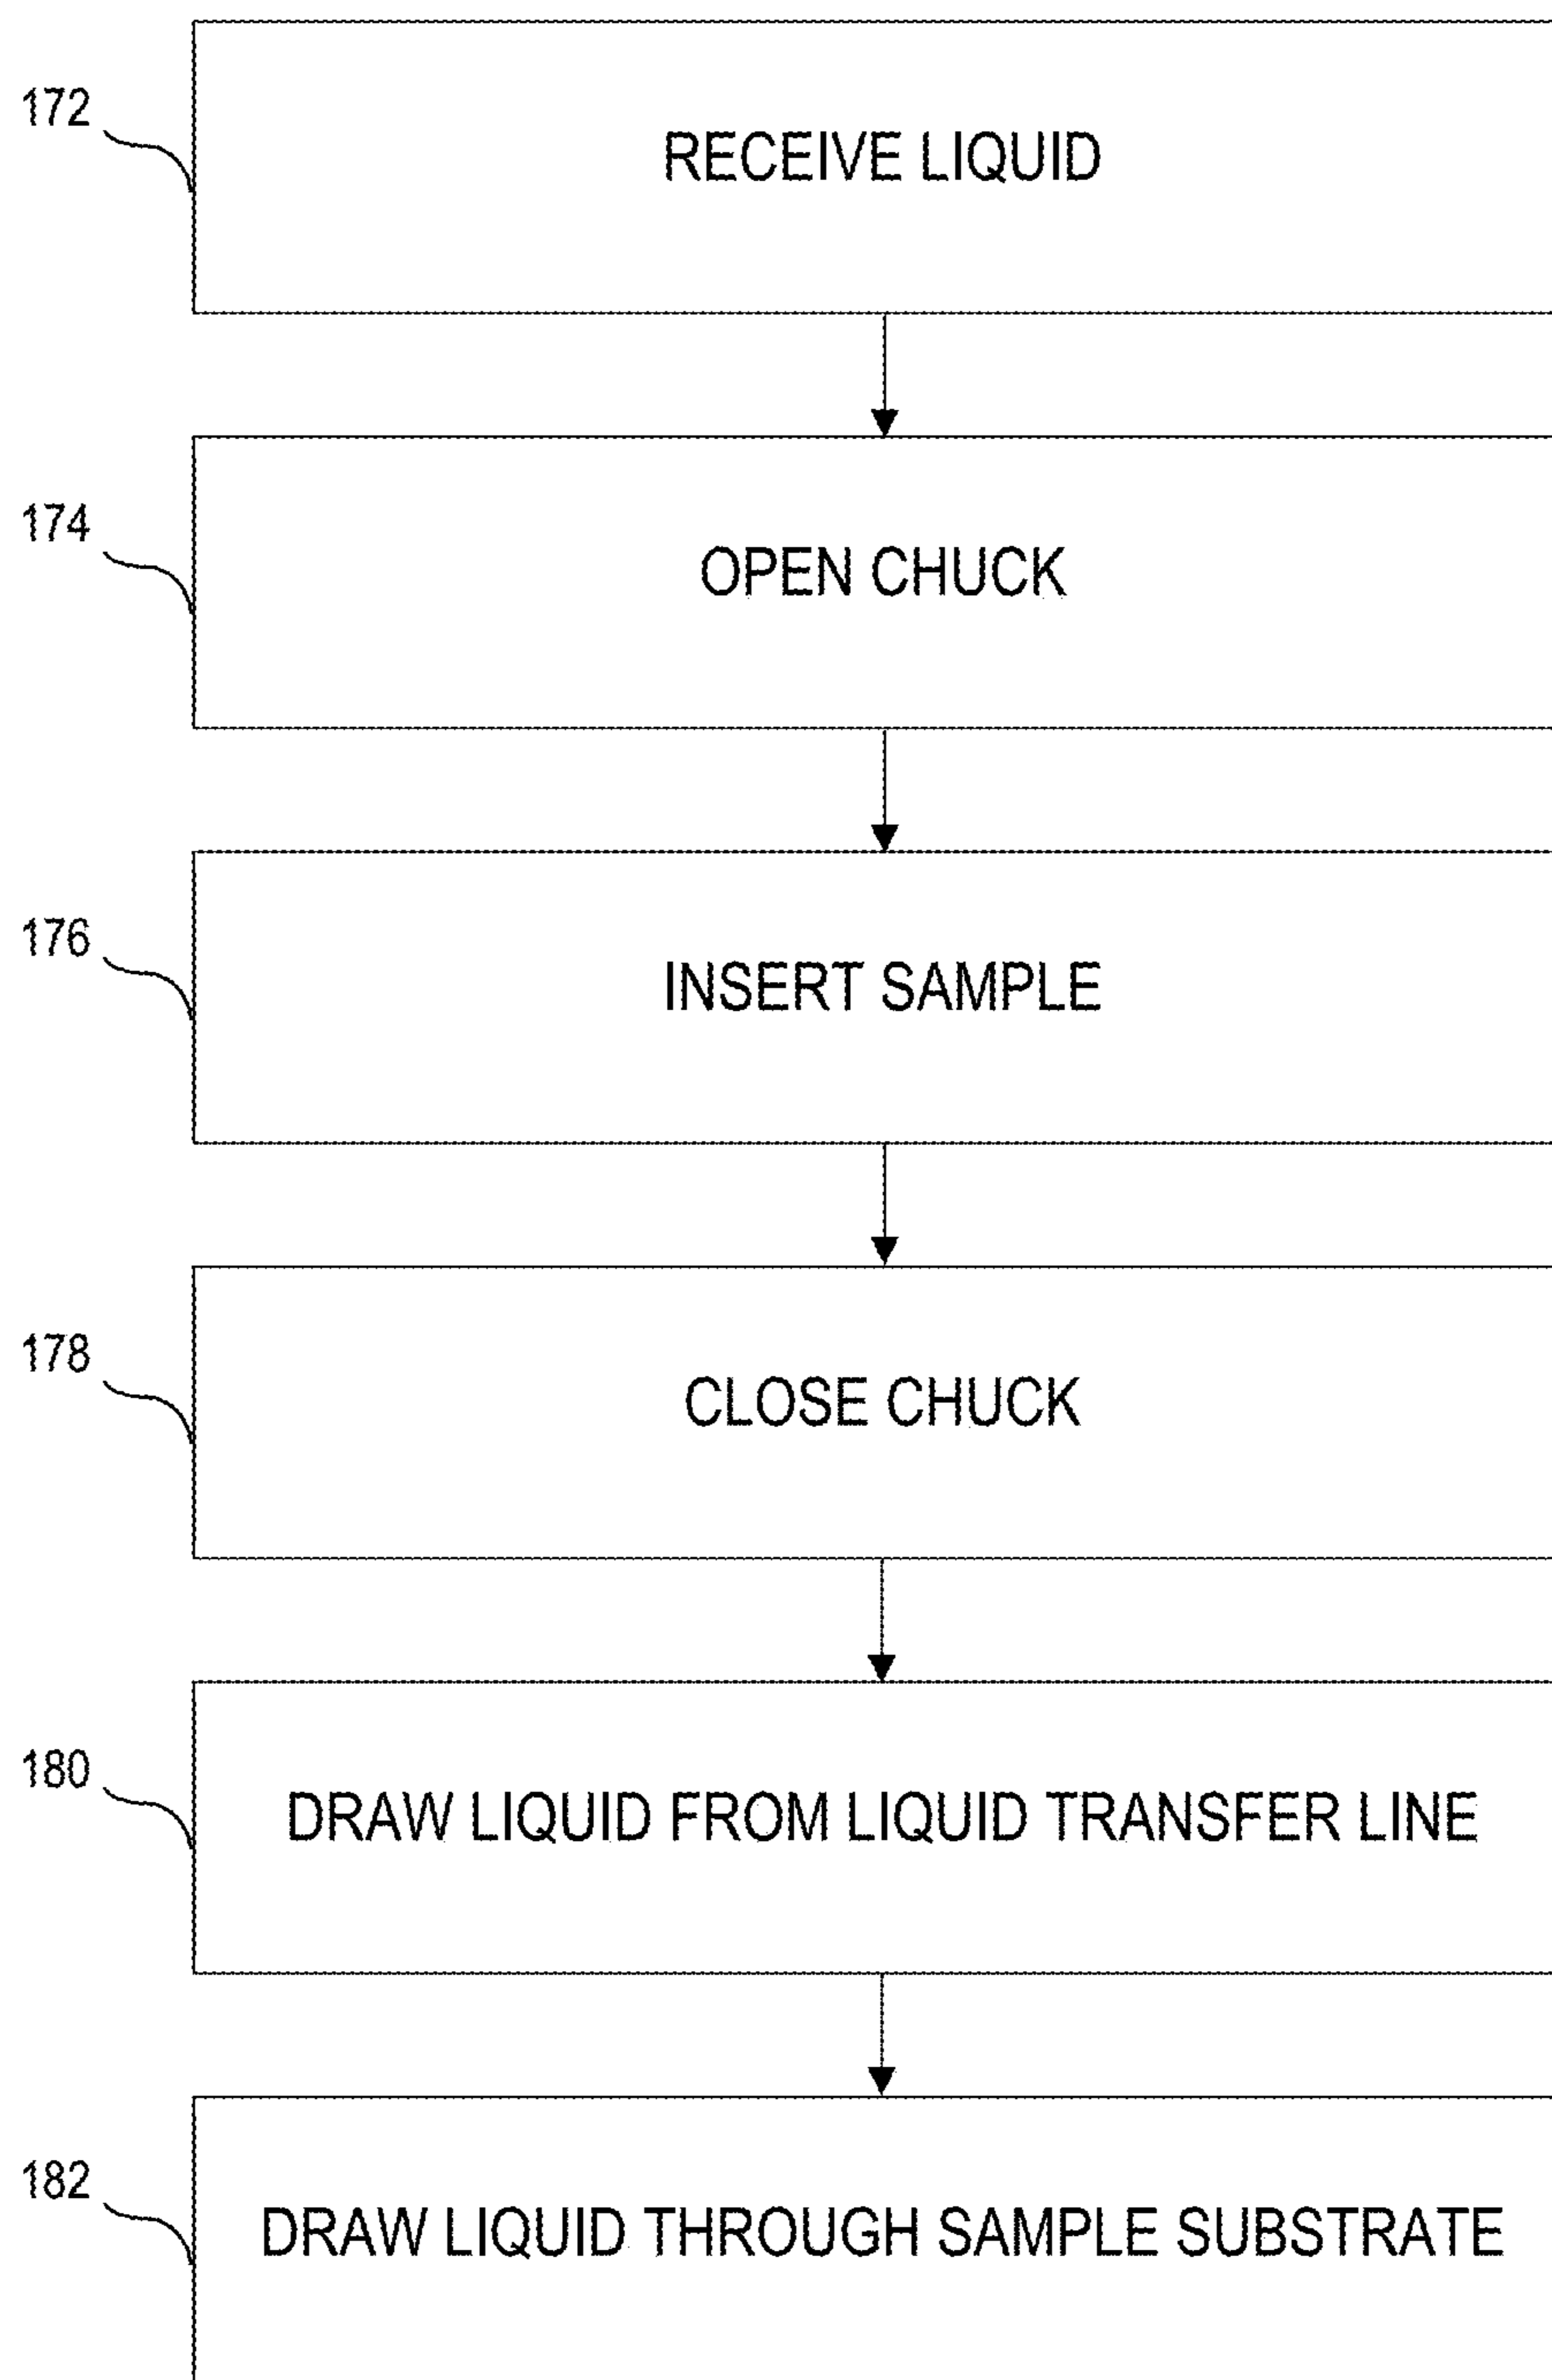 172
RECEIVE LIQUID
174
OPEN CHUCK
176
INSERT SAMPLE
178
CLOSE CHUCK
180
DRAW LIQUID FROM LIQUID TRANSFER LINE
182
DRAW LIQUID THROUGH SAMPLE SUBSTRATE